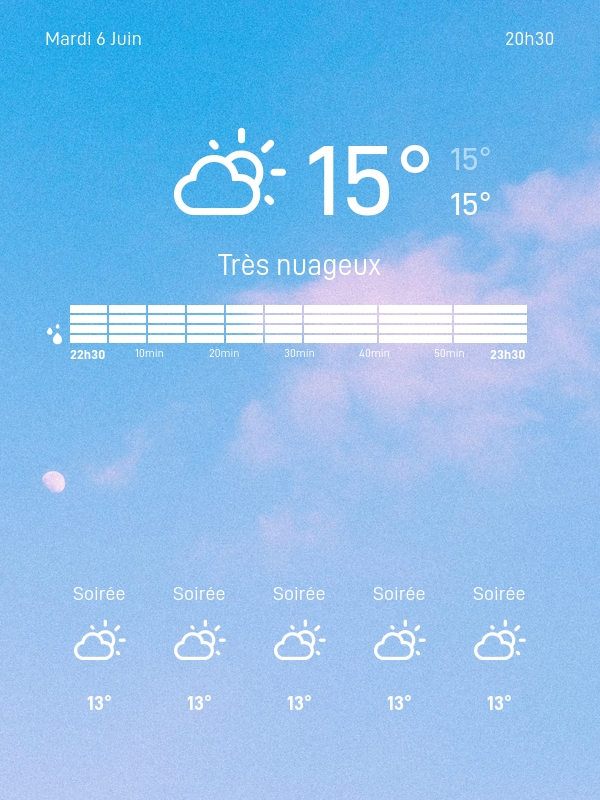 Mardi 6 Juin 20h30
15° 15°
15°
Très nuageux
22h30 10min 20min 30min 40min 50min 23h30
Soirée Soirée Soirée Soirée Soirée
13° 13° 13° 13° 13°